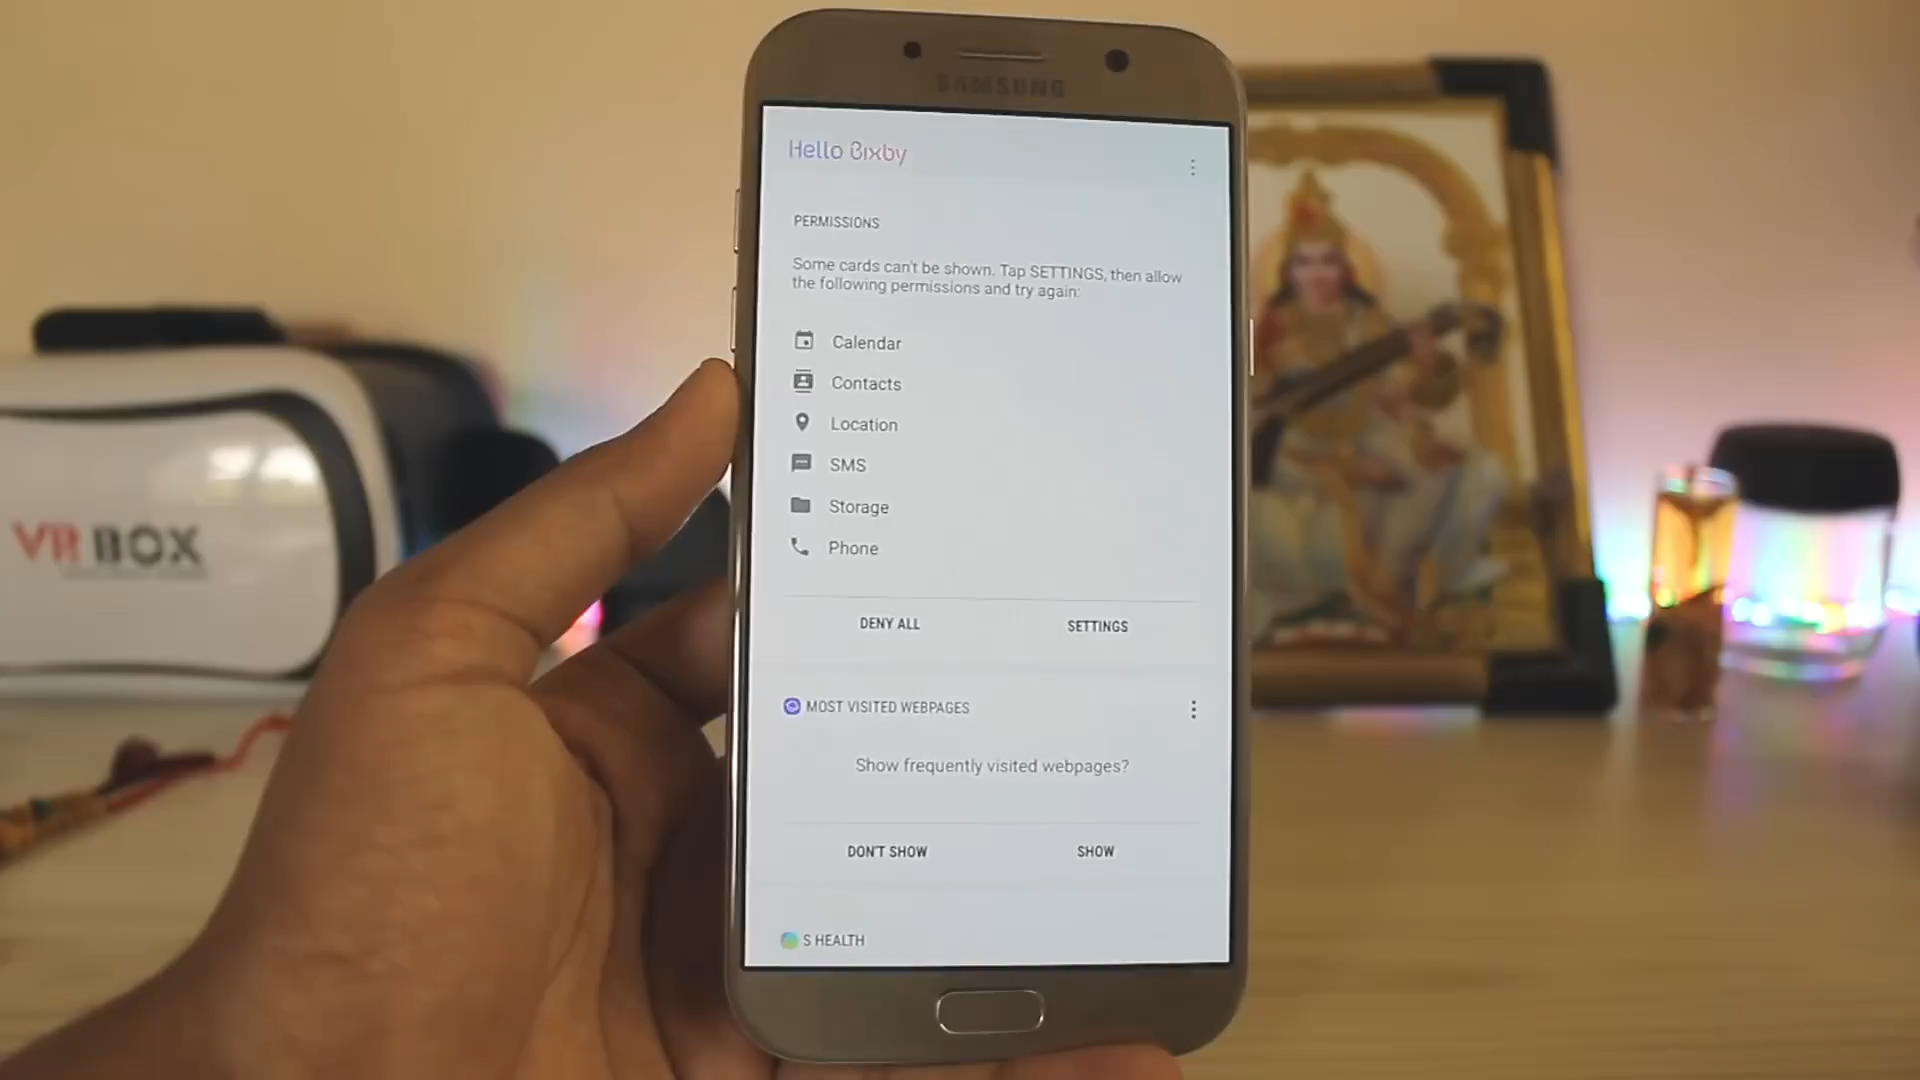 SAMSUNG
Hello Bixby
PERMISSIONS
Some cards can't be shown. Tap SETTINGS, then allow
the following permissions and try again:
Calendar
Contacts
Location
SMS
Storage
Phone
DENY ALL
SETTINGS
MOST VISITED WEBPAGES
Show frequently visited webpages?
DON'T SHOW
SHOW
S HEALTH
VR BOX